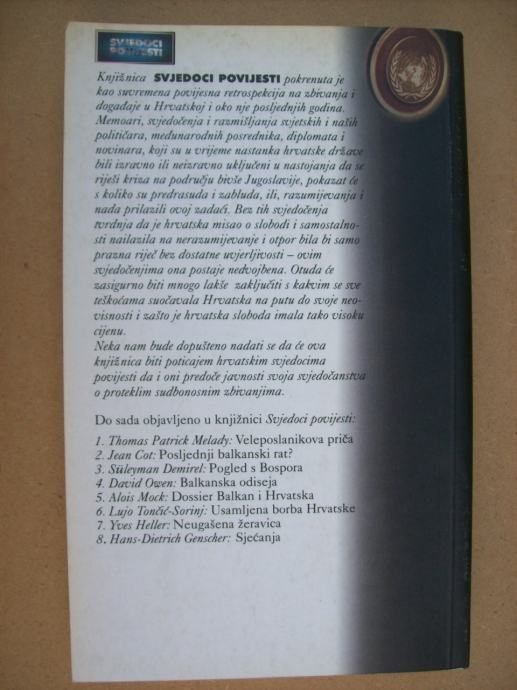 SVJEDOCI
POVIJESTI
Knjižnica SVJEDOCI POVIJESTI pokrenuta je
kao suvremena povijesna retrospekcija na zbivanja i
događaje u Hrvatskoj i oko nje posljednjih godina.
Memoari, svjedočenja i razmišljanja svjetskih i naših
političara, međunarodnih posrednika, diplomata i
novinara, koji su u vrijeme nastanka hrvatske države
bili izravno ili neizravno uključeni u nastojanja da se
riješi kriza na području bivše Jugoslavije, pokazat će
s koliko su predrasuda i zabluda, ili, razumijevanja i
nada prilazili ovoj zadaći. Bez tih svjedočenja
tvrdnja da je hrvatska misao o slobodi i samostalno-
sti nailazila na nerazumijevanje i otpor bila bi samo
prazna riječ bez dostatne uvjerljivosti – ovim
svjedočenjima ona postaje nedvojbena. Otuda će
zasigurno biti mnogo lakše zaključiti s kakvim se sve
teškoćama suočavala Hrvatska na putu do svoje neo-
visnosti i zašto je hrvatska sloboda imala tako visoku
cijenu.
Neka nam bude dopušteno nadati se da će ova
knjižnica biti poticajem hrvatskim svjedocima
povijesti da i oni predoče javnosti svoja svjedočanstva
o proteklim sudbonosnim zbivanjima.
Do sada objavljeno u knjižnici Svjedoci povijesti:
1. Thomas Patrick Melady: Veleposlanikova priča
2. Jean Cot: Posljednji balkanski rat?
3. Süleyman Demirel: Pogled s Bospora
4. David Owen: Balkanska odiseja
5. Alois Mock: Dossier Balkan i Hrvatska
6. Lujo Tončić-Sorinj: Usamljena borba Hrvatske
7. Yves Heller: Neugašena žeravica
8. Hans-Dietrich Genscher: Sjećanja